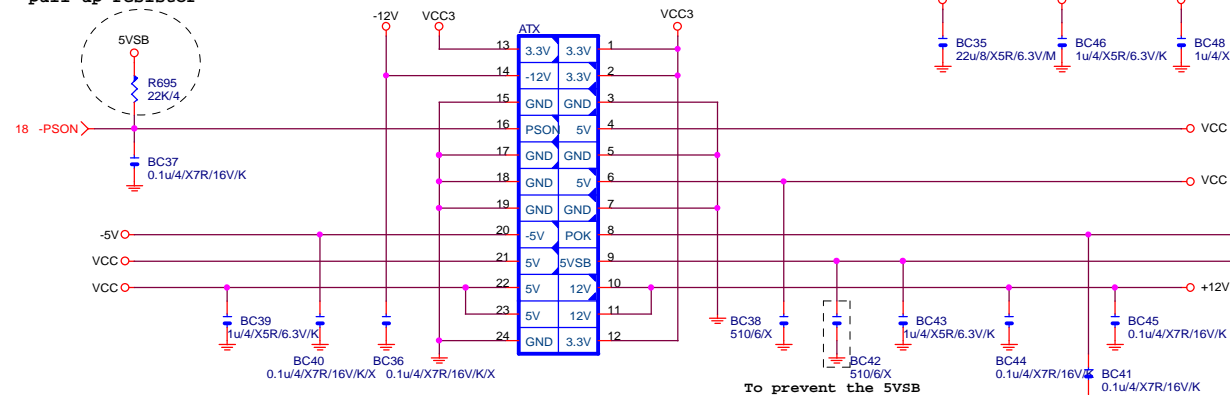 pull up resistor
5VSB
R695
22K/4
18 -PSON
BC37
0.1u/4/X7R/16V/K
-12V
VCC3
VCC3
ATX
13 3.3V 3.3V 1
14 -12V 3.3V 2
15 GND GND 3
16 PSON 5V 4
17 GND GND 5
18 GND 5V 6
19 GND GND 7
20 -5V POK 8
21 5V 5VSB 9
22 5V 12V 10
23 5V 12V 11
24 GND 3.3V 12
-5V
VCC
VCC
BC39
1u/4/X5R/6.3V/K
BC40
0.1u/4/X7R/16V/K/X
BC36
0.1u/4/X7R/16V/K/X
BC35
22u/8/X5R/6.3V/M
BC46
1u/4/X5R/6.3V/K
BC48
1u/4/X
VCC
VCC
+12V
BC38
510/6/X
BC42
510/6/X
BC43
1u/4/X5R/6.3V/K
BC44
0.1u/4/X7R/16V/K
BC45
0.1u/4/X7R/16V/K
BC41
0.1u/4/X7R/16V/K
To prevent the 5VSB